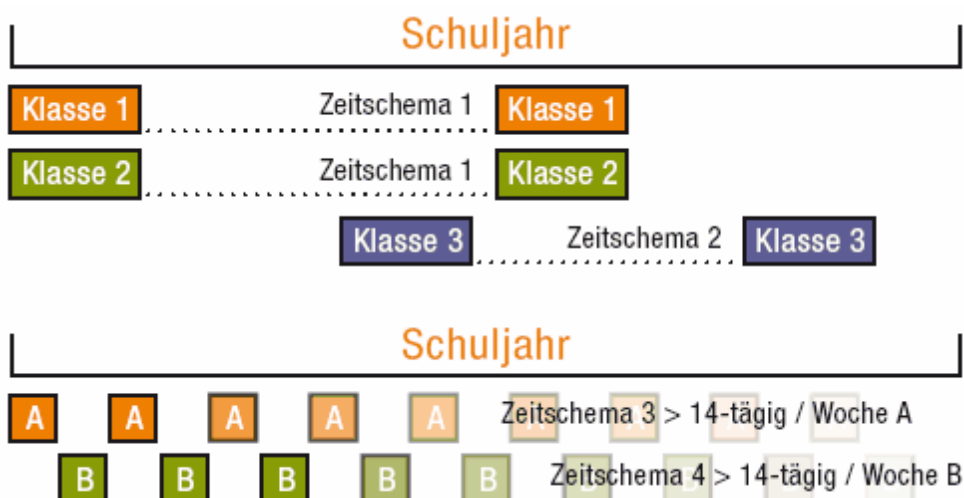 Schuljahr
Klasse 1 Zeitschema 1 Klasse 1
Klasse 2 Zeitschema 1 Klasse 2
Klasse 3 Zeitschema 2 Klasse 3
Schuljahr
A A A A A Zeitschema 3 > 14-tägig / Woche A
B B B B B Zeitschema 4 > 14-tägig / Woche B